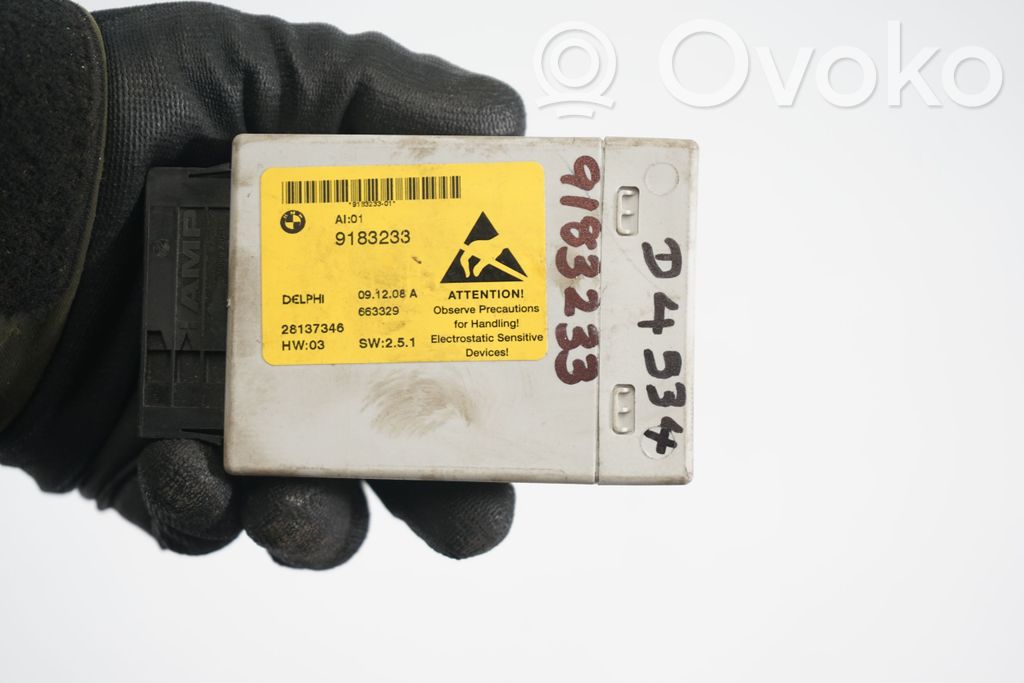 Ovoko
*9183233-01*
AI:01
9183233
DELPHI
09.12.08 A
663329
28137346
HW:03
SW:2.5.1
ATTENTION!
Observe Precautions
for Handling!
Electrostatic Sensitive
Devices!
AMP
9183233
D4534